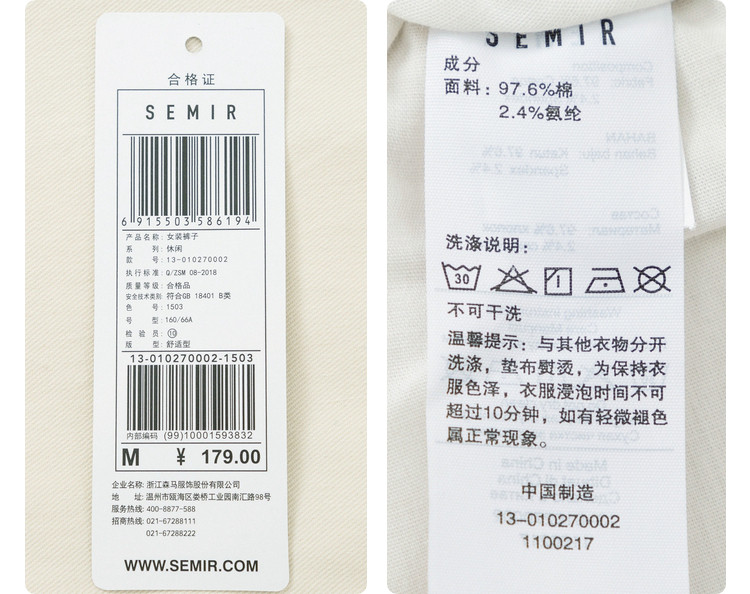 合格证
SEMIR
6 915503 586194
产品名称: 女装裤子
系 列: 休闲
款 号: 13-010270002
执行标准: Q/ZSM 08-2018
质量等级: 合格品
安全技术类别: 符合GB 18401 B类
色 号: 1503
号 型: 160/66A
检 验 员: ⑩
版 型: 舒适型
13-010270002-1503
内部编码 (99)10001593832
M ¥ 179.00
企业名称: 浙江森马服饰股份有限公司
地 址: 温州市瓯海区娄桥工业园南汇路98号
服务热线: 400-8877-588
招商热线: 021-67288111
021-67288222
WWW.SEMIR.COM
SEMIR
成分
面料: 97.6%棉
2.4%氨纶
洗涤说明:
30
不可干洗
温馨提示: 与其他衣物分开
洗涤, 垫布熨烫, 为保持衣
服色泽, 衣服浸泡时间不可
超过10分钟, 如有轻微褪色
属正常现象。
中国制造
13-010270002
1100217